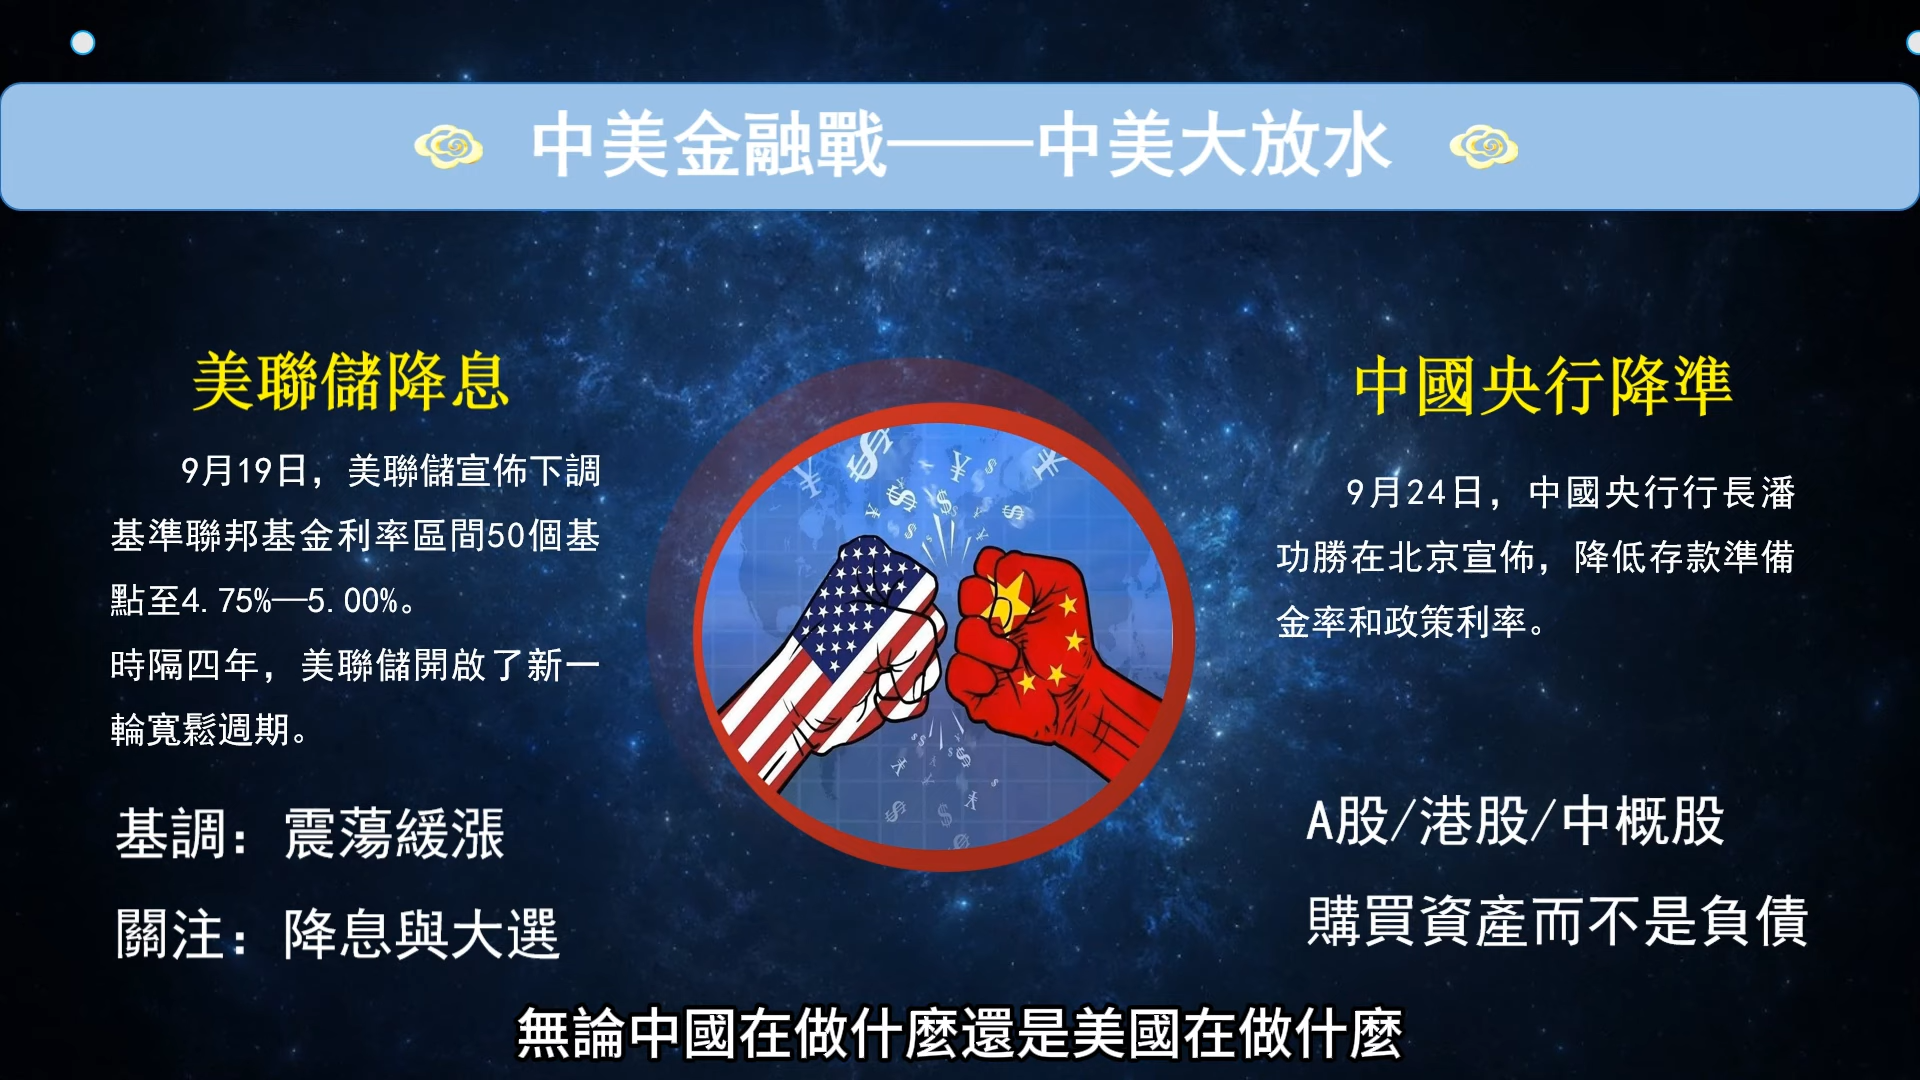 中美金融戰——中美大放水
美聯儲降息
9月19日，美聯儲宣佈下調
基準聯邦基金利率區間50個基
點至4.75%—5.00%。
時隔四年，美聯儲開啟了新一
輪寬鬆週期。
基調：震蕩緩漲
關注：降息與大選
中國央行降準
9月24日，中國央行行長潘
功勝在北京宣佈，降低存款準備
金率和政策利率。
A股/港股/中概股
購買資產而不是負債
無論中國在做什麼還是美國在做什麼